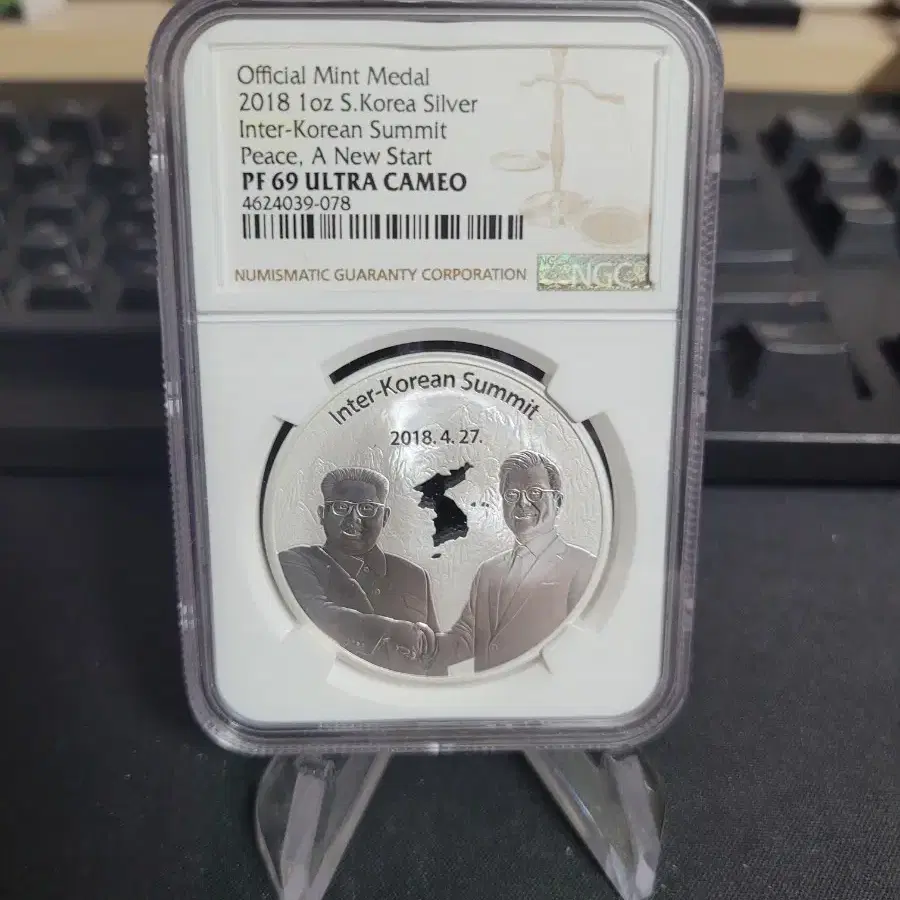 Official Mint Medal
2018 1oz S.Korea Silver
Inter-Korean Summit
Peace, A New Start
PF 69 ULTRA CAMEO
4624039-078
NUMISMATIC GUARANTY CORPORATION
NGC
Inter-Korean Summit
2018. 4. 27.